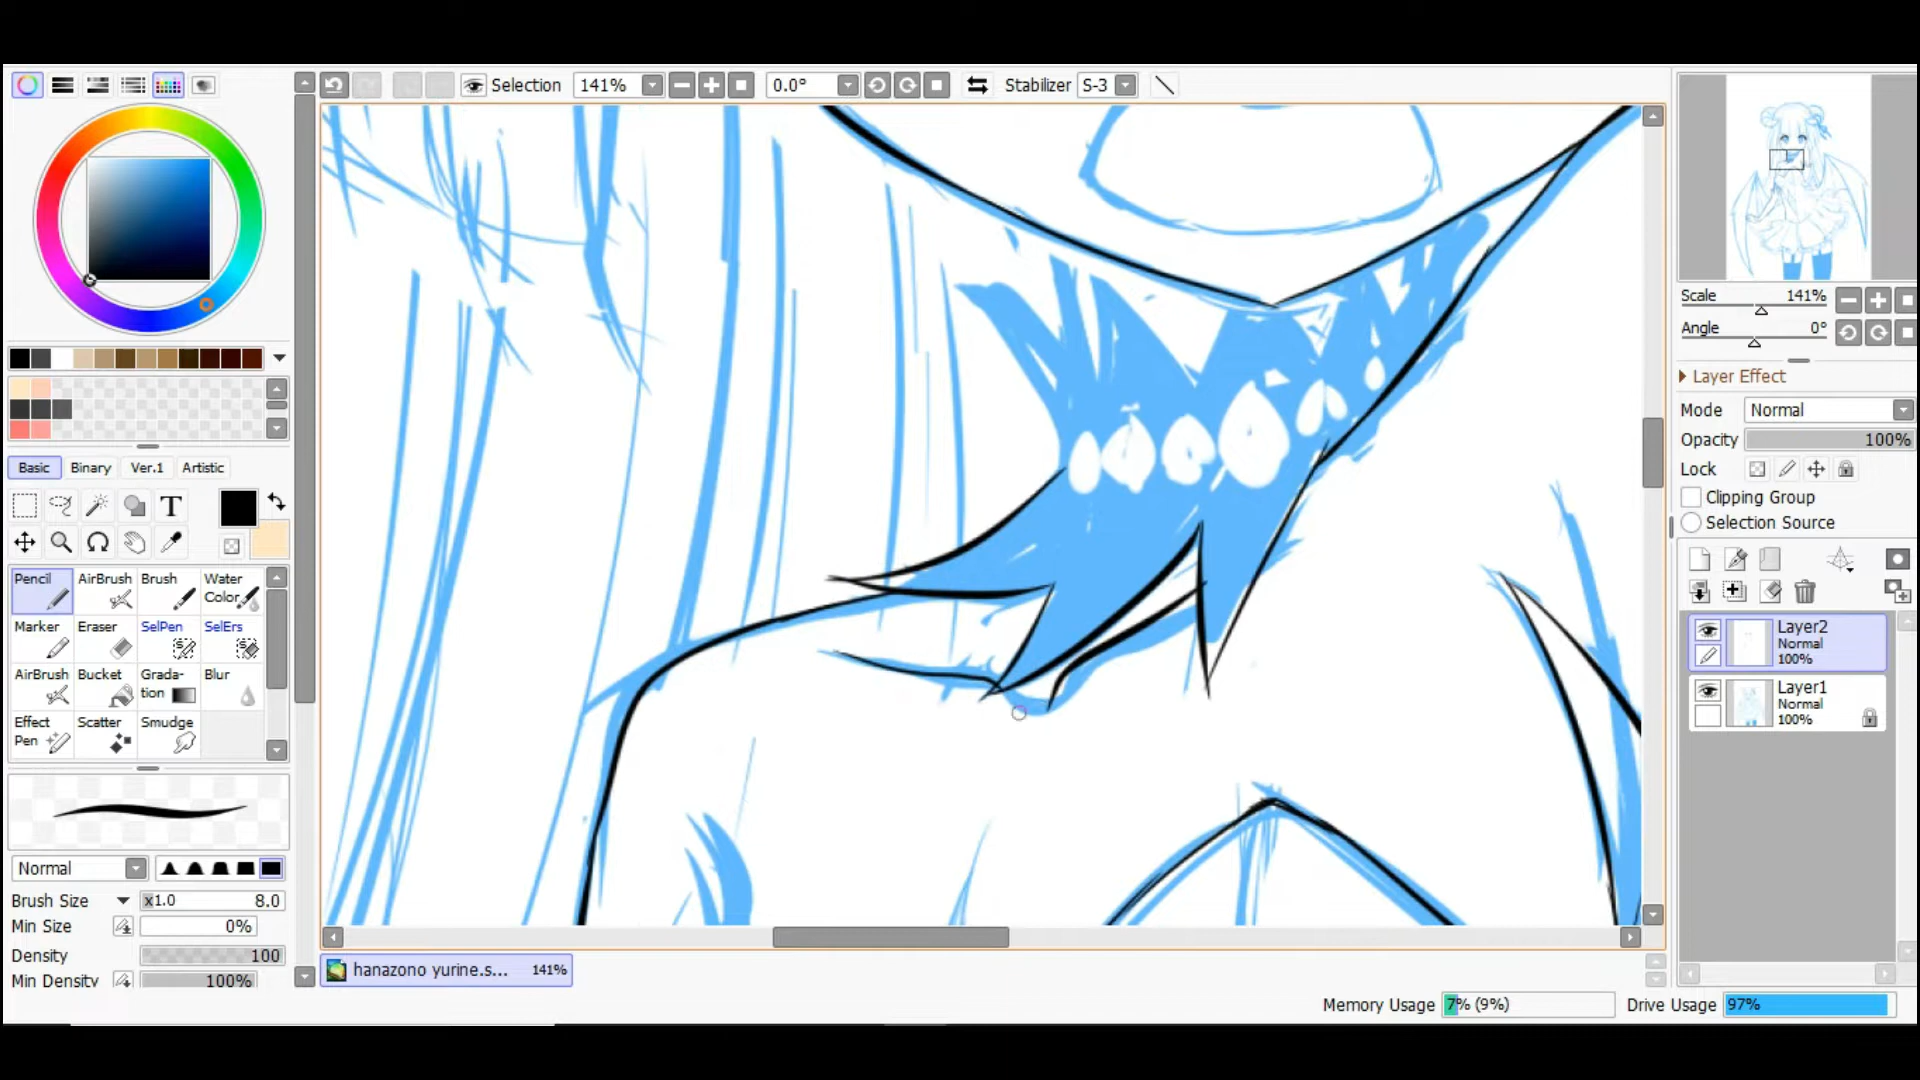 Selection 141% 0.0° Stabilizer S-3
Scale 141%
Angle 0°
Layer Effect
Mode Normal
Opacity 100%
Lock
Clipping Group
Selection Source
Basic Binary Ver.1 Artistic
T
Pencil AirBrush Brush Water Color
Marker Eraser SelPen SelErs
AirBrush Bucket Grada-tion Blur
Effect Pen Scatter Smudge
Layer2
Normal
100%
Layer1
Normal
100%
Normal
Brush Size x1.0 8.0
Min Size 0%
Density 100
Min Density 100%
hanazono yurine.s... 141%
Memory Usage 7% (9%) Drive Usage 97%